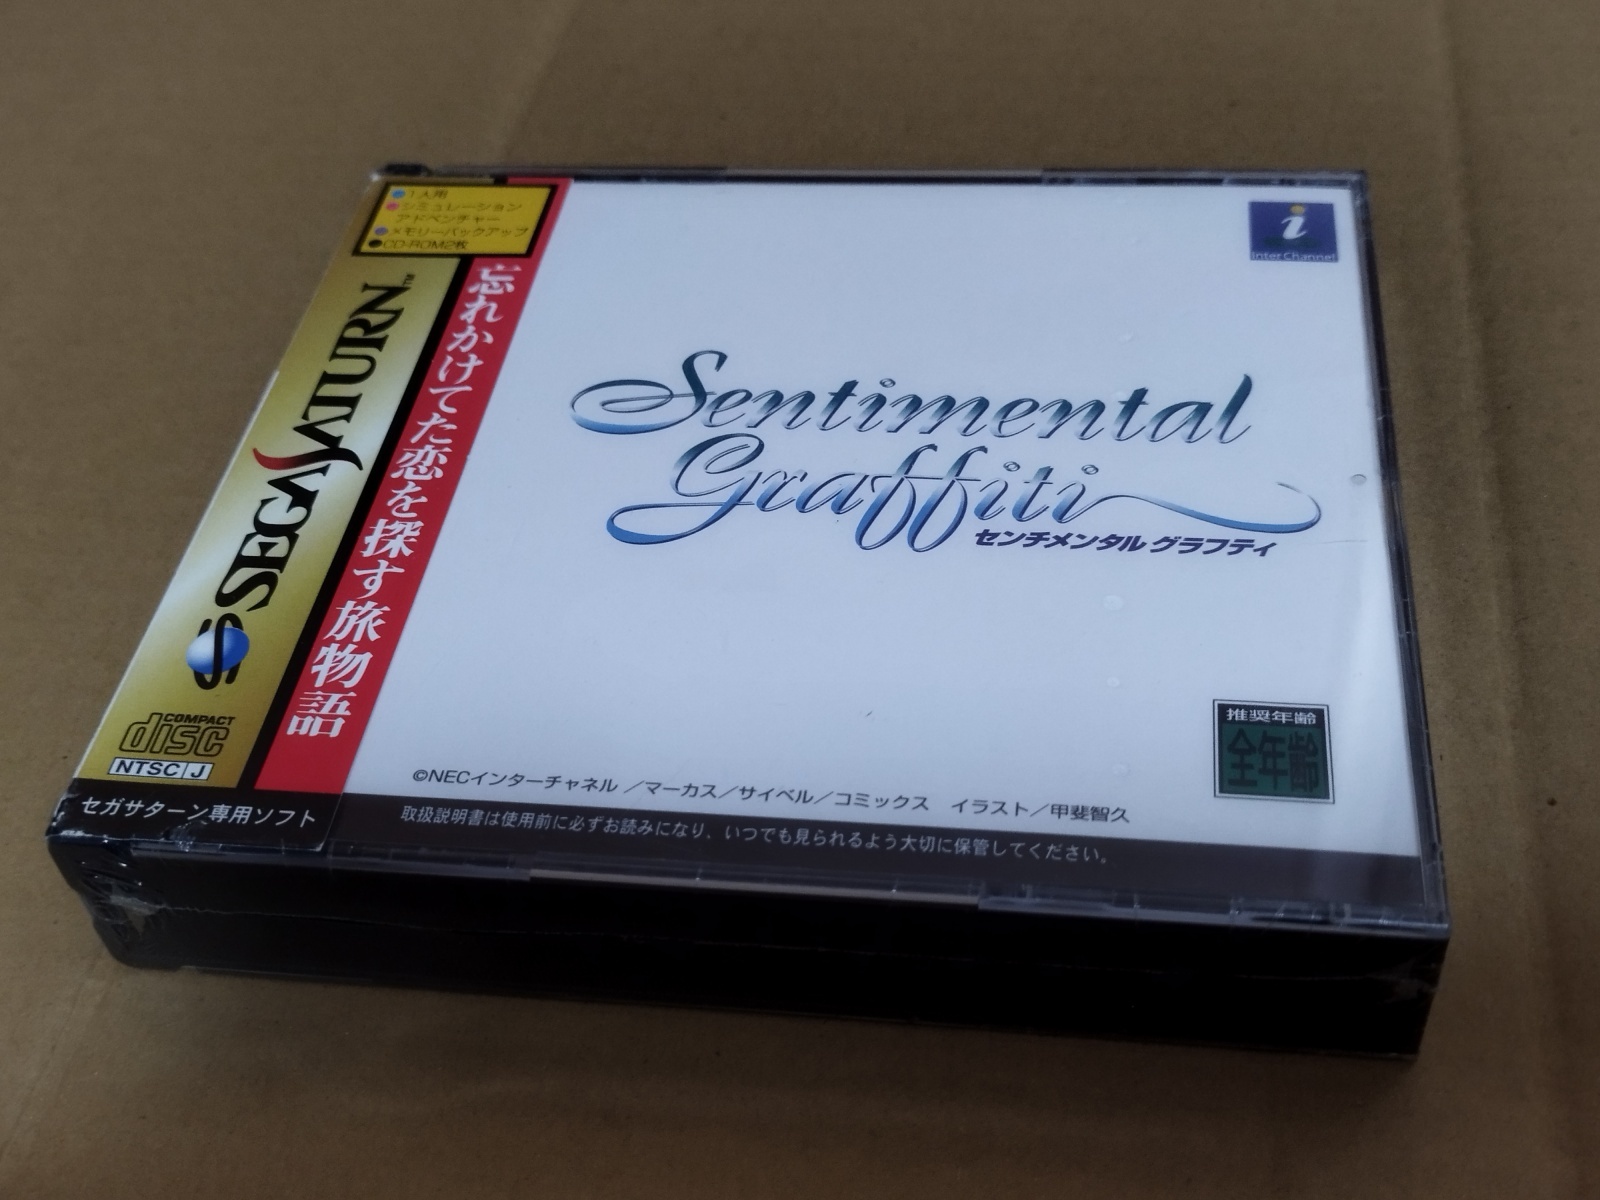 ●1人用
●シミュレーション
アドベンチャー
●メモリーバックアップ
●CD-ROM2枚
SEGA SATURN™
COMPACT
disc
NTSC J
セガサターン専用ソフト
忘れかけてた恋を探す旅物語
i
Inter Channel
Sentimental
Graffiti
センチメンタル グラフティ
推奨年齢
全年齢
©NECインターチャネル／マーカス／サイベル／コミックス イラスト／甲斐智久
取扱説明書は使用前に必ずお読みになり、いつでも見られるよう大切に保管してください。